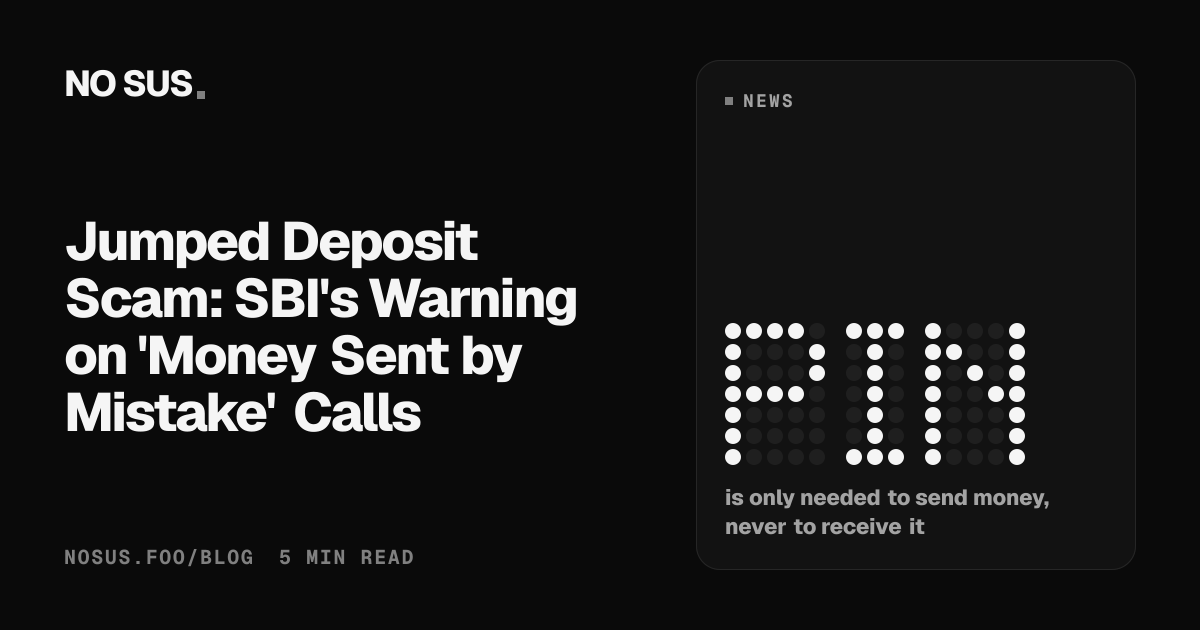 NO SUS.
Jumped Deposit
Scam: SBI's Warning
on 'Money Sent by
Mistake' Calls
NOSUS.FOO/BLOG 5 MIN READ
NEWS
PIN
is only needed to send money,
never to receive it